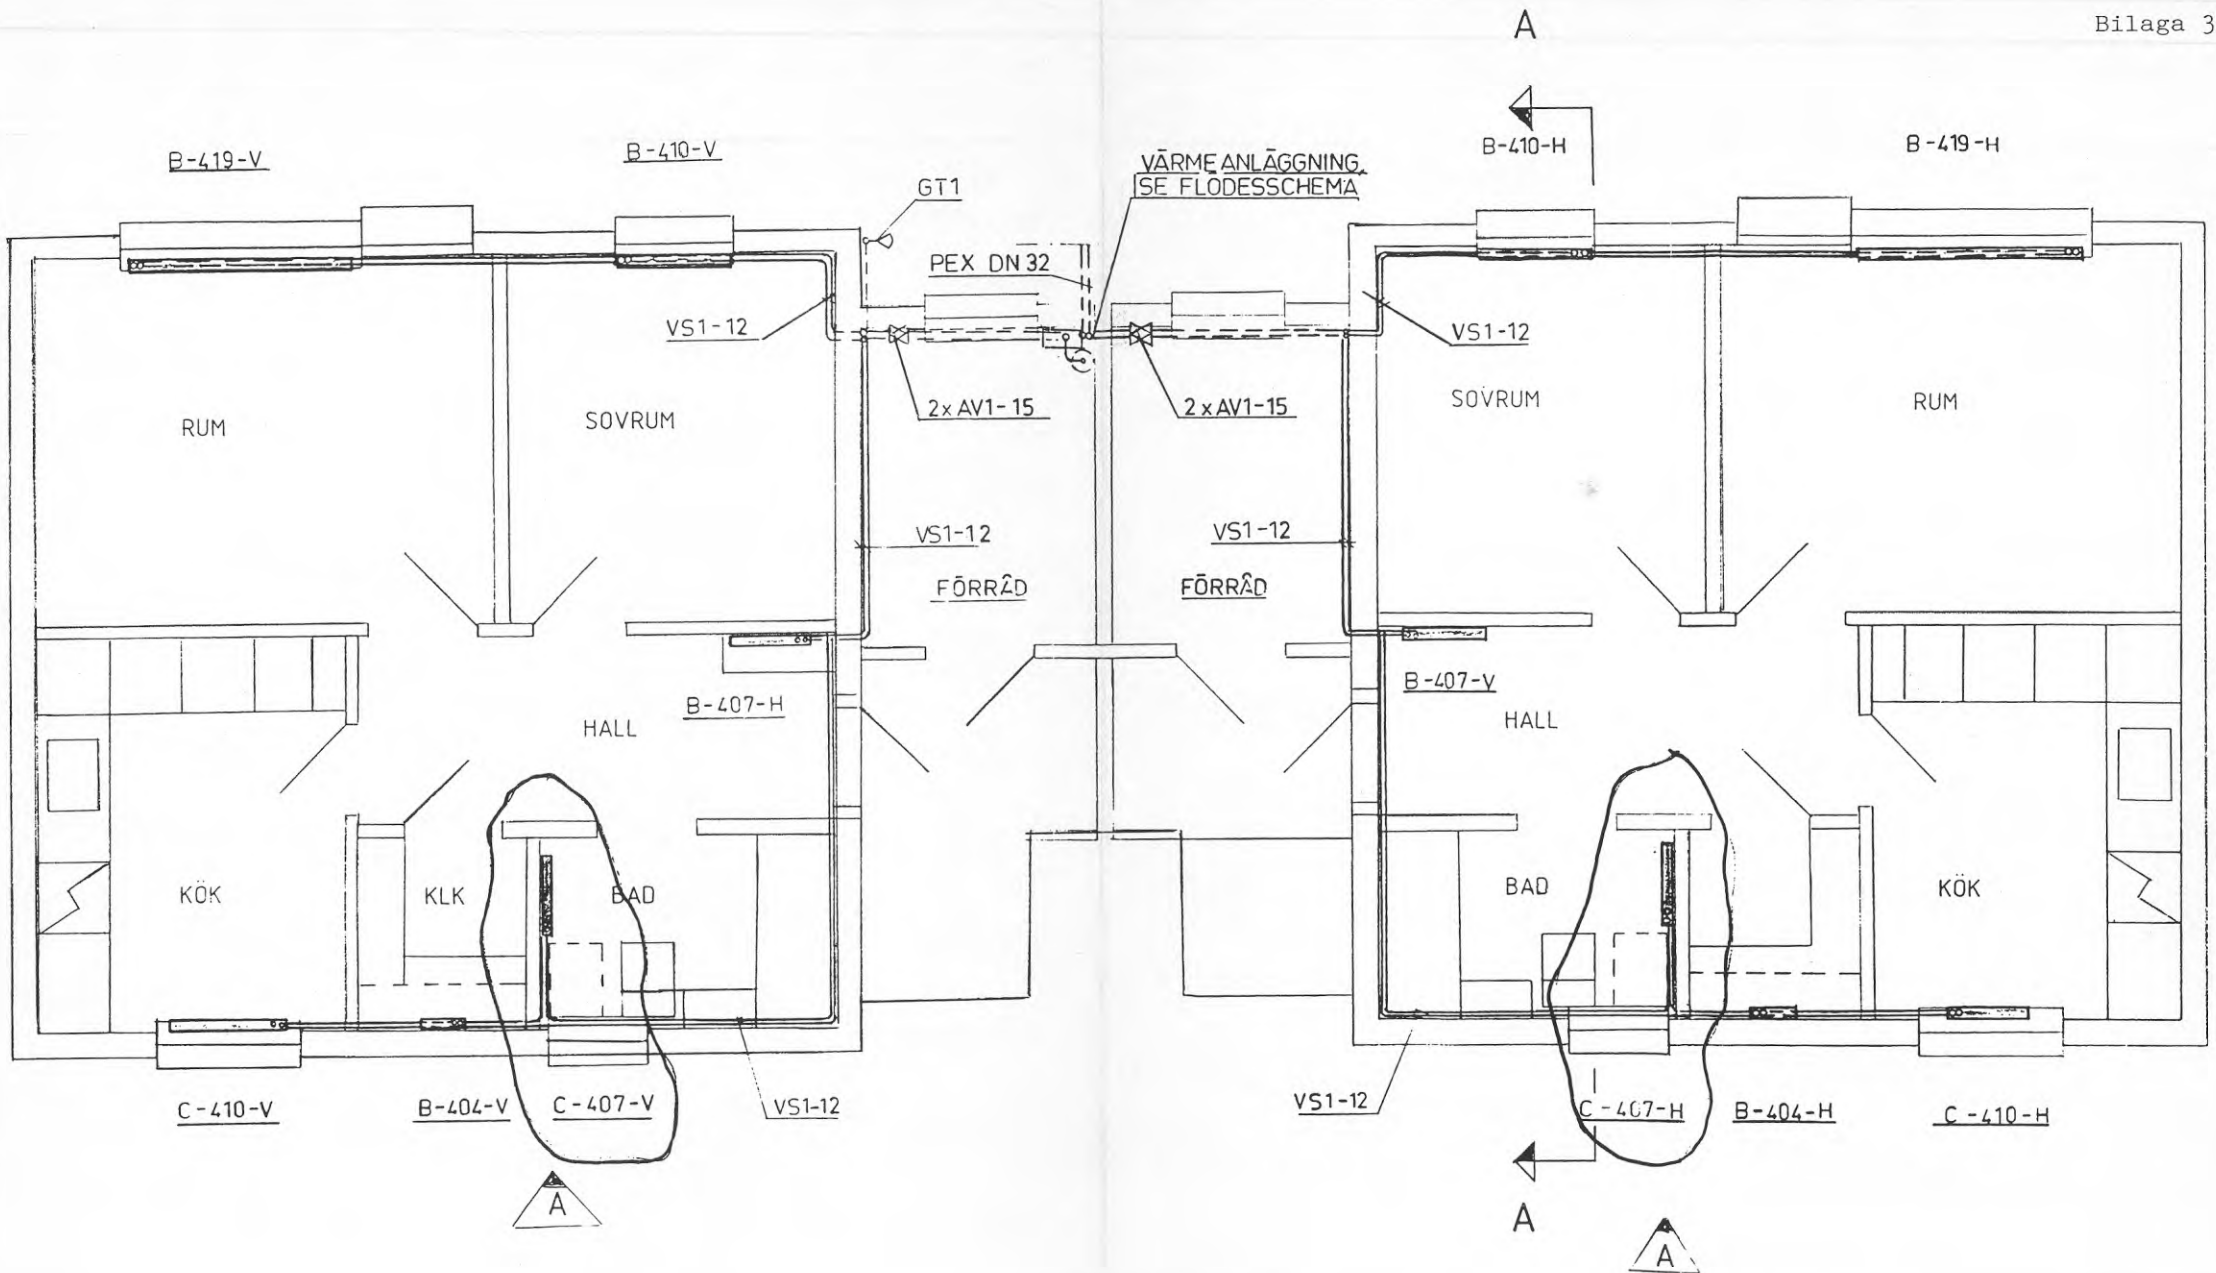 Bilaga 3
A
B-419-V
B-410-V
GT1
VÄRMEANLÄGGNING,
SE FLÖDESSCHEMA
B-410-H
B-419-H
PEX DN 32
VS1-12
VS1-12
2xAV1-15
2xAV1-15
RUM
SOVRUM
SOVRUM
RUM
VS1-12
VS1-12
FÖRRÅD
FÖRRÅD
B-407-H
B-407-V
HALL
HALL
KÖK
KLK
BAD
BAD
KÖK
C-410-V
B-404-V
C-407-V
VS1-12
VS1-12
C-407-H
B-404-H
C-410-H
A
A
A